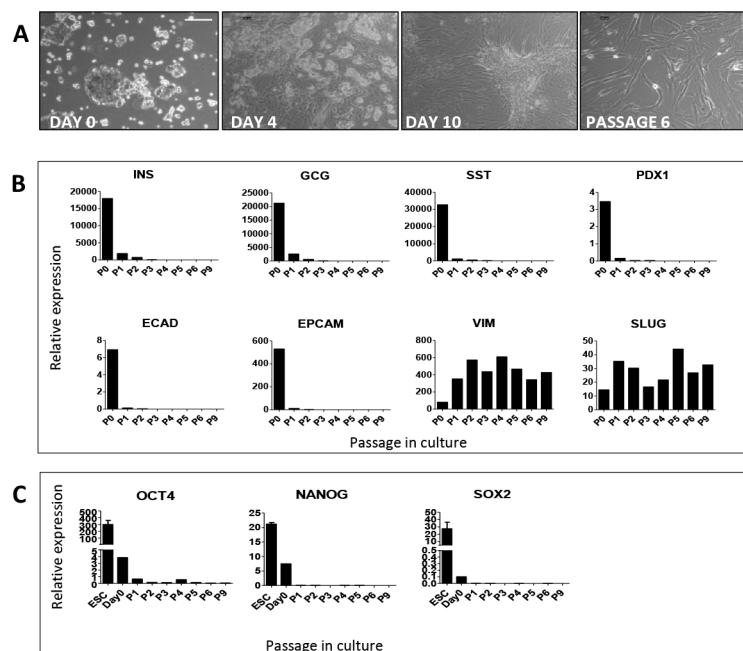 A
DAY 0 DAY 4 DAY 10 PASSAGE 6
B
INS GCG SST PDX1
20000 25000 40000 4
15000 20000 30000 3
10000 15000 20000 2
5000 10000 10000 1
0 5000 0 0
0
P0 P1 P2 P3 P4 P5 P6 P9 P0 P1 P2 P3 P4 P5 P6 P9 P0 P1 P2 P3 P4 P5 P6 P9 P0 P1 P2 P3 P4 P5 P6 P9
Relative expression
ECAD EPCAM VIM SLUG
8 600 800 50
6 400 600 40
4 200 400 30
2 0 200 20
0 0 10
0
P0 P1 P2 P3 P4 P5 P6 P9 P0 P1 P2 P3 P4 P5 P6 P9 P0 P1 P2 P3 P4 P5 P6 P9 P0 P1 P2 P3 P4 P5 P6 P9
Passage in culture
C
OCT4 NANOG SOX2
Relative expression
500 25 50
400 20 40
300 15 30
200 10 20
100 5 10
5 0 0.5
4 0.4
3 0.3
2 0.2
1 0.1
0 0.0
ESC Day0 P1 P2 P3 P4 P5 P6 P9 ESC Day0 P1 P2 P3 P4 P5 P6 P9 ESC Day0 P1 P2 P3 P4 P5 P6 P9
Passage in culture